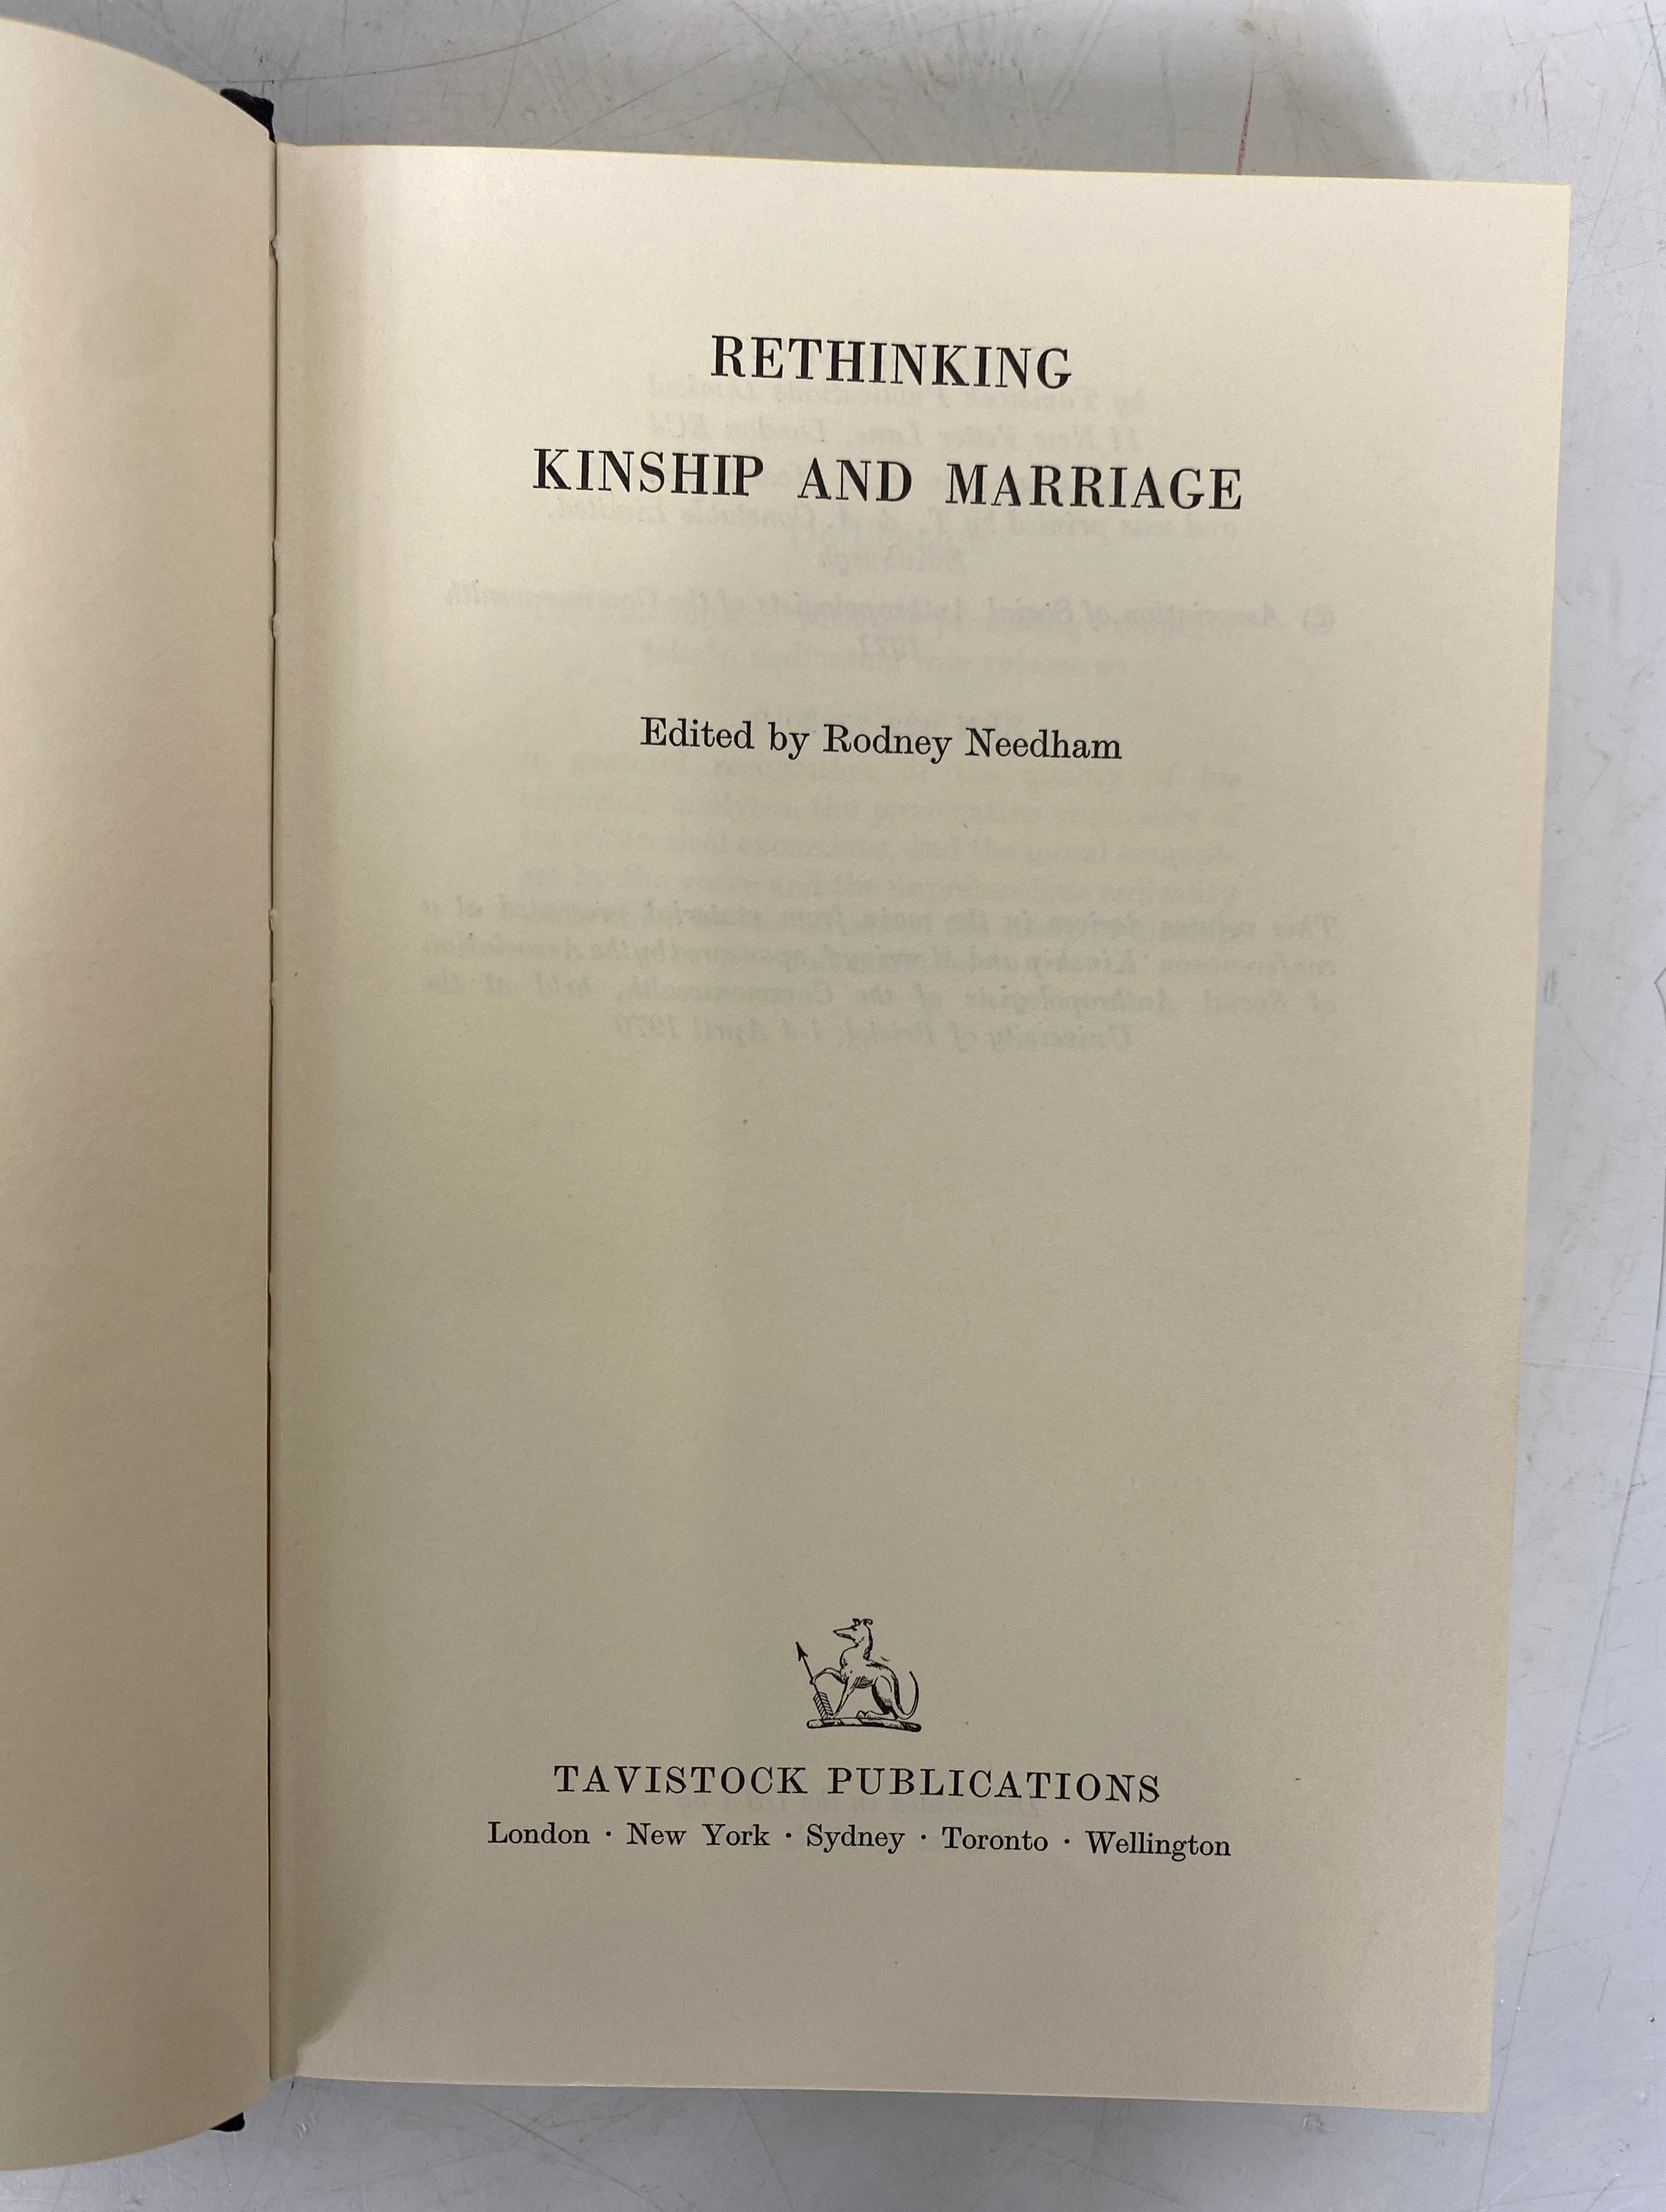 RETHINKING
KINSHIP AND MARRIAGE
Edited by Rodney Needham
TAVISTOCK PUBLICATIONS
London · New York · Sydney · Toronto · Wellington